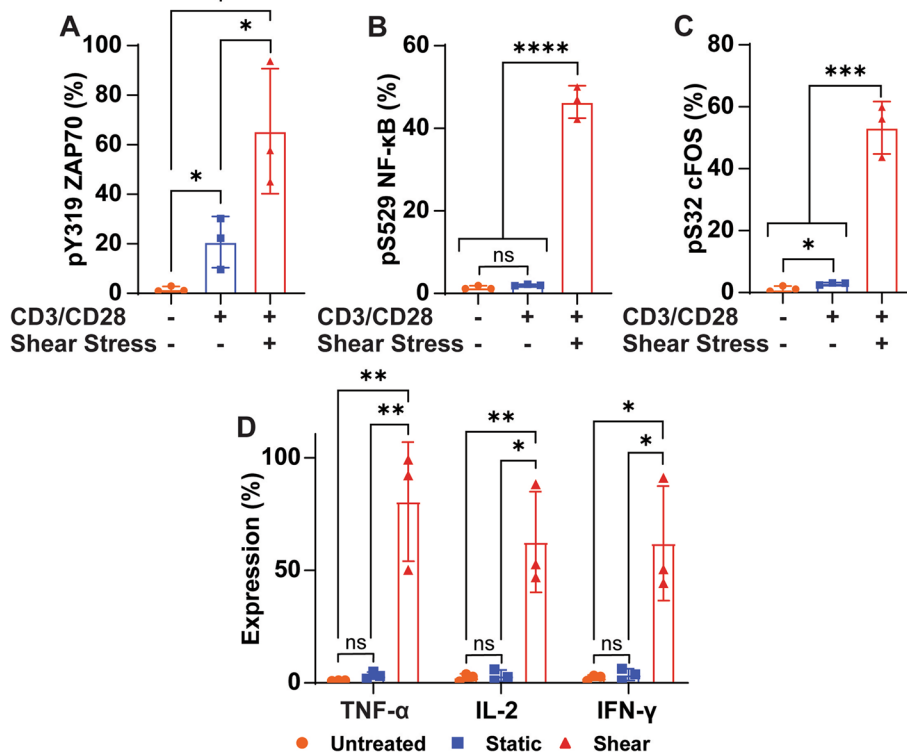 A
B
C
*
*
*
****
ns
***
*
pY319 ZAP70 (%)
100
80
60
40
20
0
pS529 NF-κB (%)
60
40
20
0
pS32 cFOS (%)
80
60
40
20
0
CD3/CD28 - + +
Shear Stress - - +
CD3/CD28 - + +
Shear Stress - - +
CD3/CD28 - + +
Shear Stress - - +
D
**
**
ns
**
*
ns
*
*
ns
Expression (%)
100
50
0
TNF-α IL-2 IFN-γ
Untreated Static Shear